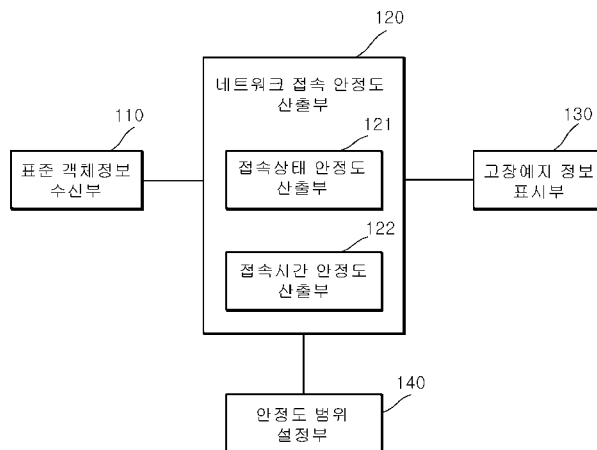 120
네트워크 접속 안정도
산출부
110
표준 객체정보
수신부
121
접속상태 안정도
산출부
130
고장예지 정보
표시부
122
접속시간 안정도
산출부
140
안정도 범위
설정부